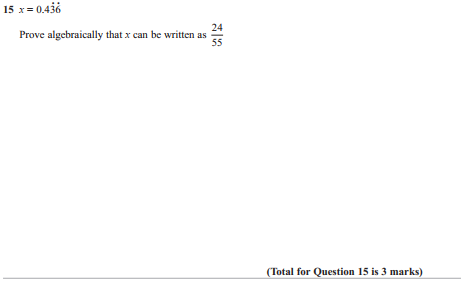 15 x = 0.43̇6̇
Prove algebraically that x can be written as 24/55
(Total for Question 15 is 3 marks)